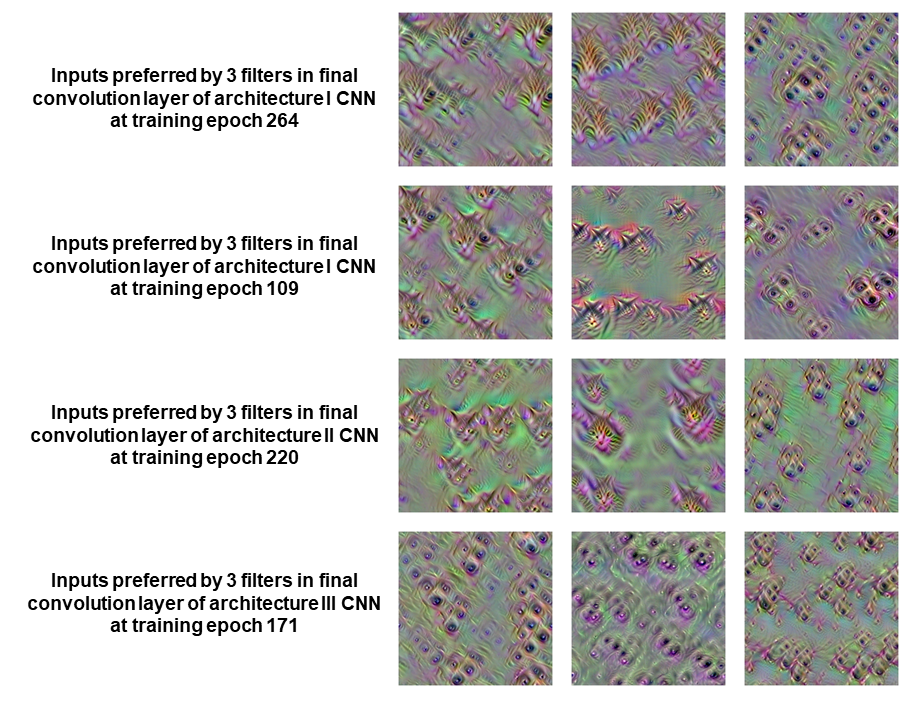 Inputs preferred by 3 filters in final
convolution layer of architecture I CNN
at training epoch 264
Inputs preferred by 3 filters in final
convolution layer of architecture I CNN
at training epoch 109
Inputs preferred by 3 filters in final
convolution layer of architecture II CNN
at training epoch 220
Inputs preferred by 3 filters in final
convolution layer of architecture III CNN
at training epoch 171